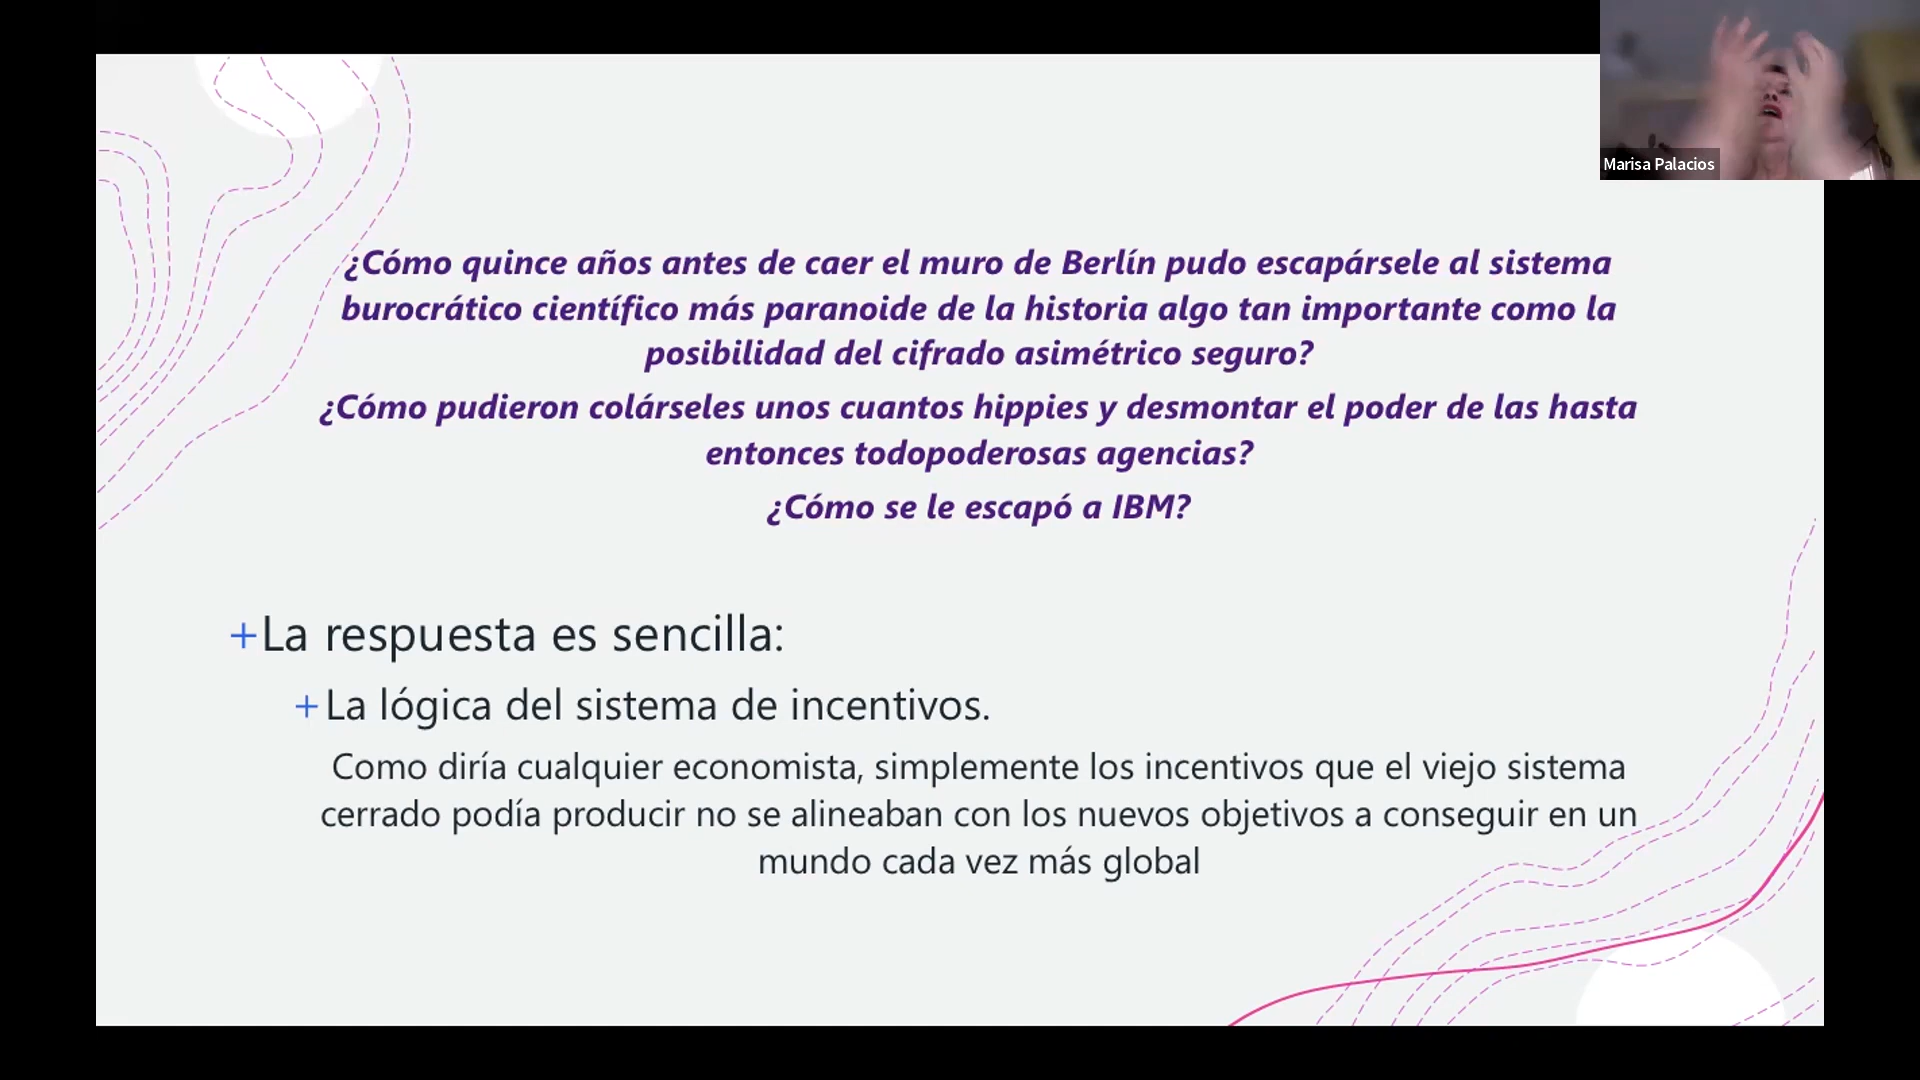 Marisa Palacios
¿Cómo quince años antes de caer el muro de Berlín pudo escapársele al sistema
burocrático científico más paranoide de la historia algo tan importante como la
posibilidad del cifrado asimétrico seguro?
¿Cómo pudieron colárseles unos cuantos hippies y desmontar el poder de las hasta
entonces todopoderosas agencias?
¿Cómo se le escapó a IBM?
+La respuesta es sencilla:
+La lógica del sistema de incentivos.
Como diría cualquier economista, simplemente los incentivos que el viejo sistema
cerrado podía producir no se alineaban con los nuevos objetivos a conseguir en un
mundo cada vez más global